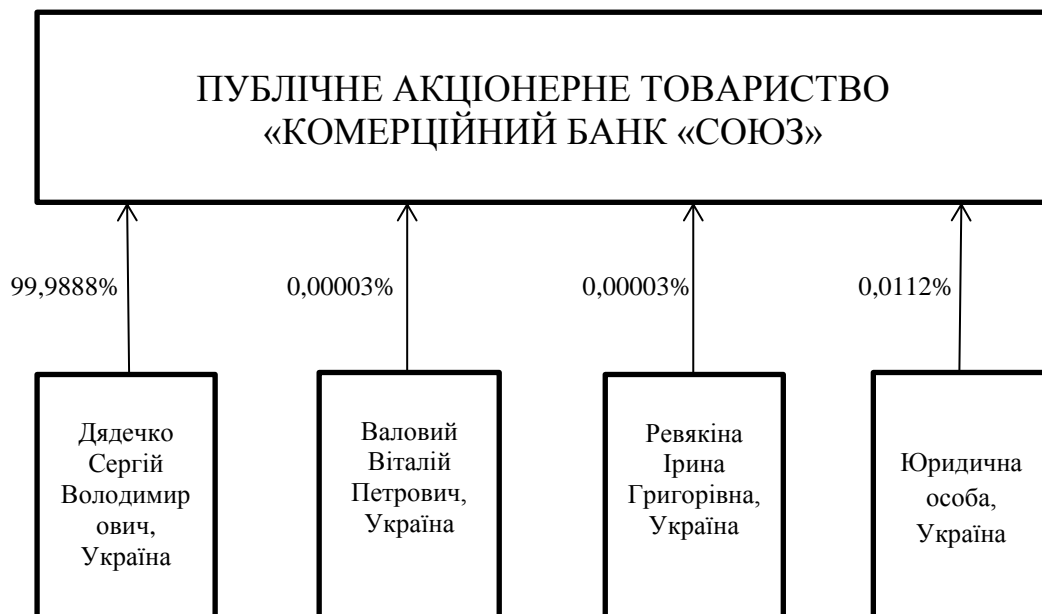 ПУБЛІЧНЕ АКЦІОНЕРНЕ ТОВАРИСТВО
«КОМЕРЦІЙНИЙ БАНК «СОЮЗ»
99,9888%
0,00003%
0,00003%
0,0112%
Дядечко
Сергій
Володимир
ович,
Україна
Валовий
Віталій
Петрович,
Україна
Ревякіна
Ірина
Григорівна,
Україна
Юридична
особа,
Україна